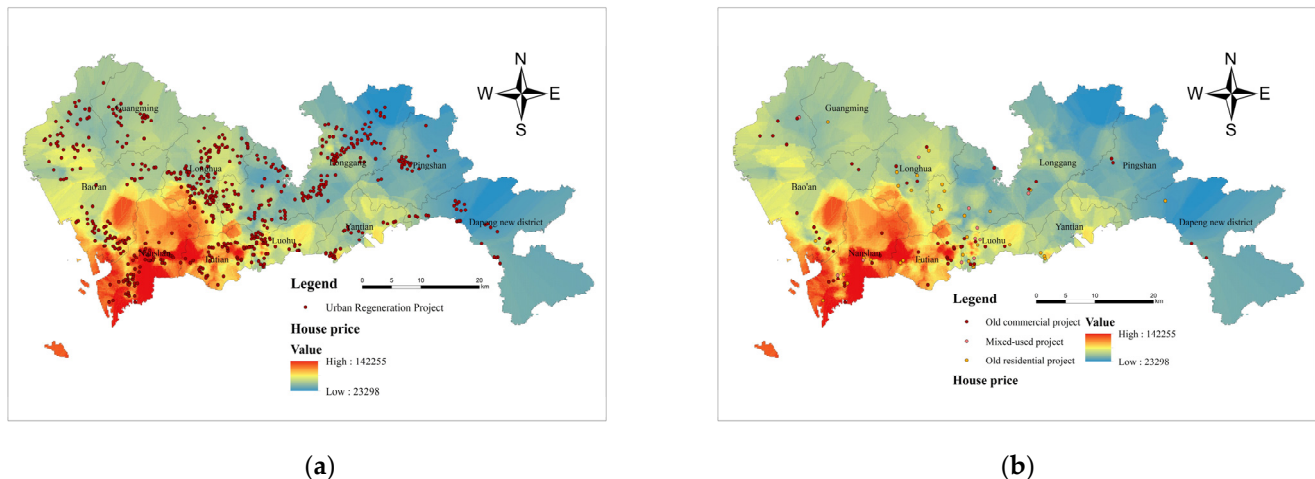 N
W E
S
Guangming
Longhua
Longgang
Pingshan
Bao'an
Dapeng new district
Yantian
Luohu
Nanshan
Futian
Legend
0 5 10 20
km
Urban Regeneration Project
House price
Value
High : 142255
Low : 23298
(a)
N
W E
S
Guangming
Longhua
Longgang
Pingshan
Bao'an
Dapeng new district
Yantian
Luohu
Nanshan
Futian
Legend
0 5 10 20
km
Old commercial project
Mixed-used project
Old residential project
House price
Value
High : 142255
Low : 23298
(b)